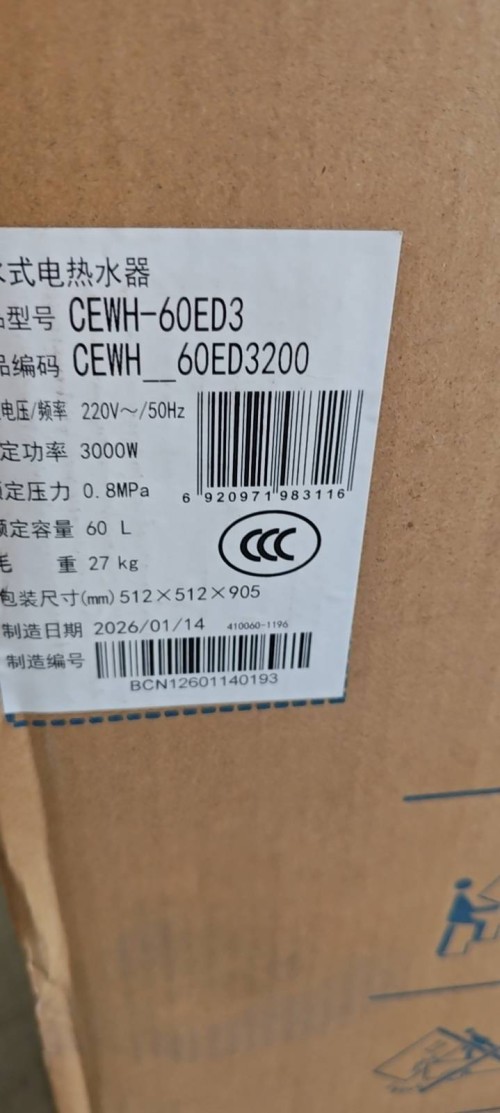 式电热水器
型号 CEWH-60ED3
品编码 CEWH__60ED3200
电压/频率 220V～/50Hz
定功率 3000W
额定压力 0.8MPa
6 920971 983116
额定容量 60 L
CCC
毛 重 27 kg
包装尺寸(mm) 512×512×905
制造日期 2026/01/14 410060-1196
制造编号
BCN12601140193